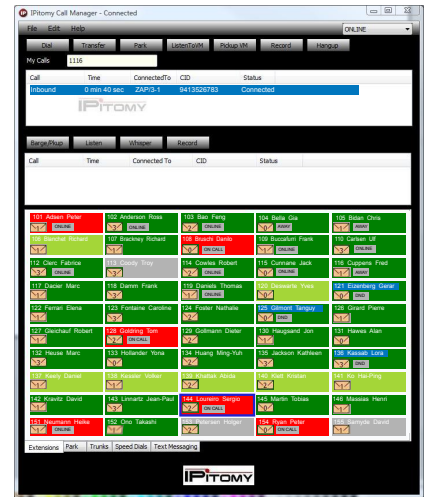 IPitomy Call Manager - Connected
File Edit Help
ONLINE
Dial Transfer Park ListenToVM Pickup VM Record Hangup
My Calls 1116
Call Time ConnectedTo CID Status
Inbound 0 min 40 sec ZAP/3-1 9413526783 Connected
IPITOMY
Barge/Pkup Listen Whisper Record
Call Time Connected To CID Status
101 Adsen Peter 102 Anderson Ross 103 Bao Feng 104 Bella Gia 105 Bidan Chris
ONLINE ONLINE ONLINE AWAY AWAY
106 Blanchet Richard 107 Brackney Richard 108 Bruschi Danilo 109 Buccafurri Frank 110 Carlsen Ulf
ON CALL ONLINE ONLINE
112 Clerc Fabrice 113 Coody Troy 114 Cowles Robert 115 Cunnane Jack 116 Cuppens Fred
ONLINE ONLINE AWAY
117 Dacier Marc 118 Damm Frank 119 Daniels Thomas 120 Deswarte Yves 121 Eizenberg Gerar
ONLINE DND
122 Ferrari Elena 123 Fontaine Caroline 124 Foster Nathalie 125 Gilmont Tanguy 126 Girard Pierre
DND
127 Gleichauf Robert 128 Golding Tom 129 Gollmann Dieter 130 Haugsand Jon 131 Hawes Alan
ON CALL
132 Heuse Marc 133 Hollander Yona 134 Huang Ming-Yuh 135 Jackson Kathleen 136 Kassab Lora
DND
137 Keely Daniel 138 Kessler Volker 139 Khattak Abida 140 Klatt Kristian 141 Ko Hai-Ping
142 Kravitz David 143 Linnartz Jean-Paul 144 Loureiro Sergio 145 Martin Tobias 146 Massias Henri
ON CALL
151 Neumann Heike 152 Ono Takashi 153 Petersen Holger 154 Ryan Peter Samyde David
ONLINE ON CALL
Extensions Park Trunks Speed Dials Text Messaging
IPITOMY